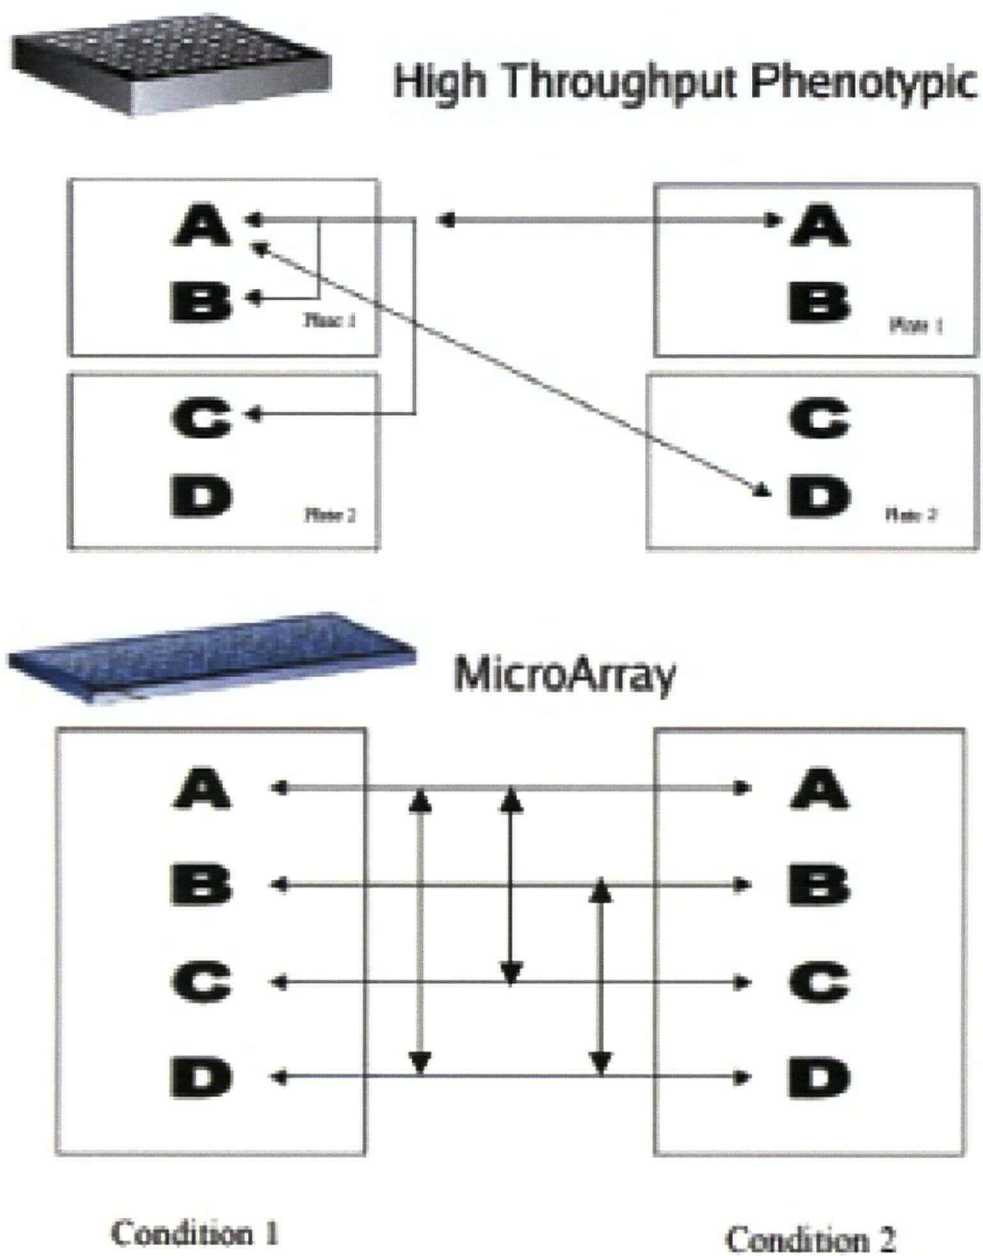 High Throughput Phenotypic
A
B
Plate 1
C
D
Plate 2
A
B
Plate 1
C
D
Plate 2
MicroArray
A
B
C
D
A
B
C
D
Condition 1
Condition 2